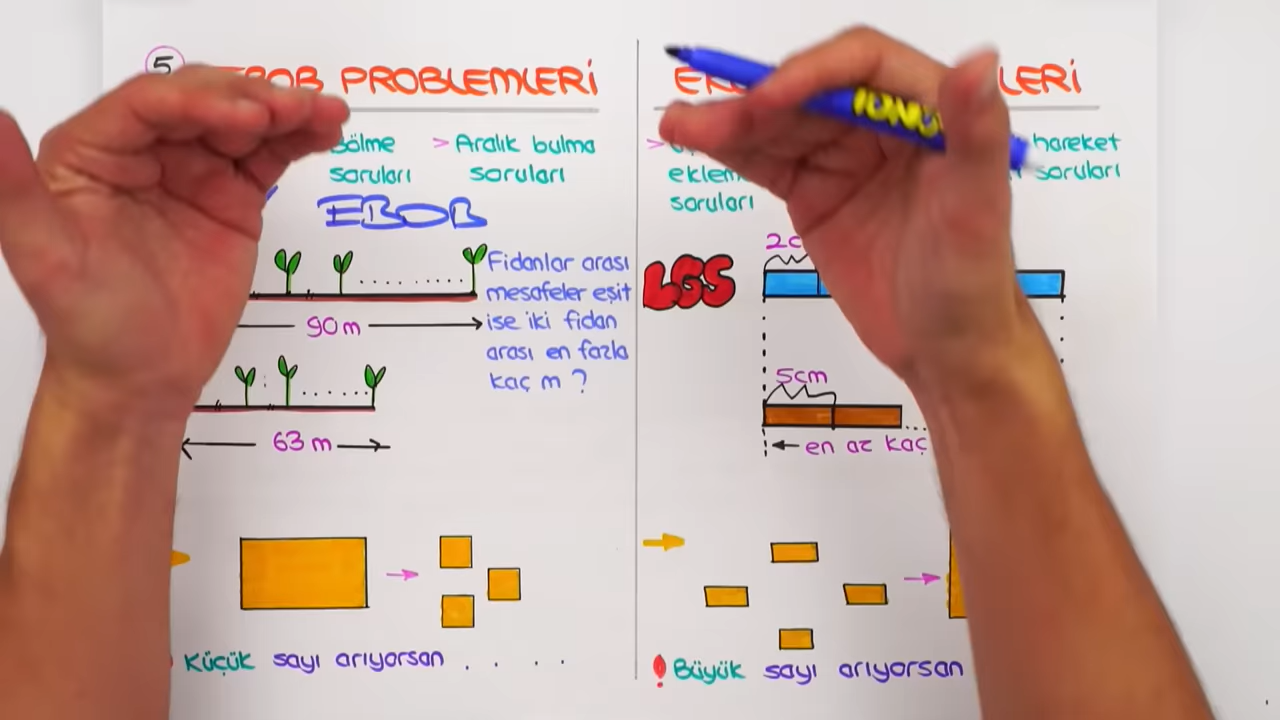 5
EBOB PROBLEMLERİ
Bölme
soruları
> Aralık bulma
soruları
EBOB
Fidanlar arası
mesafeler eşit
ise iki fidan
arası en fazla
kaç m ?
90 m
63 m
Küçük sayı arıyorsan . . . .
LERİ
>
soruları
hareket
soruları
LGS
5cm
en az kaç
! Büyük sayı arıyorsan